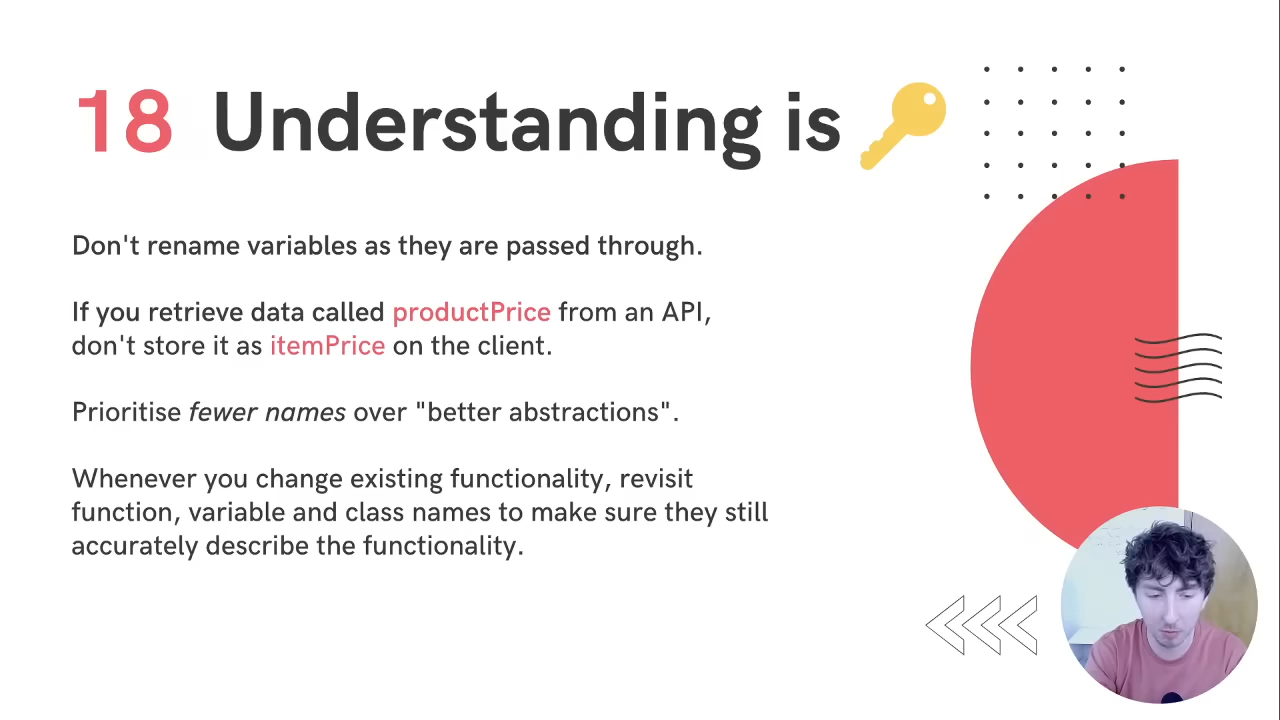 18 Understanding is
Don't rename variables as they are passed through.
If you retrieve data called productPrice from an API,
don't store it as itemPrice on the client.
Prioritise fewer names over "better abstractions".
Whenever you change existing functionality, revisit
function, variable and class names to make sure they still
accurately describe the functionality.